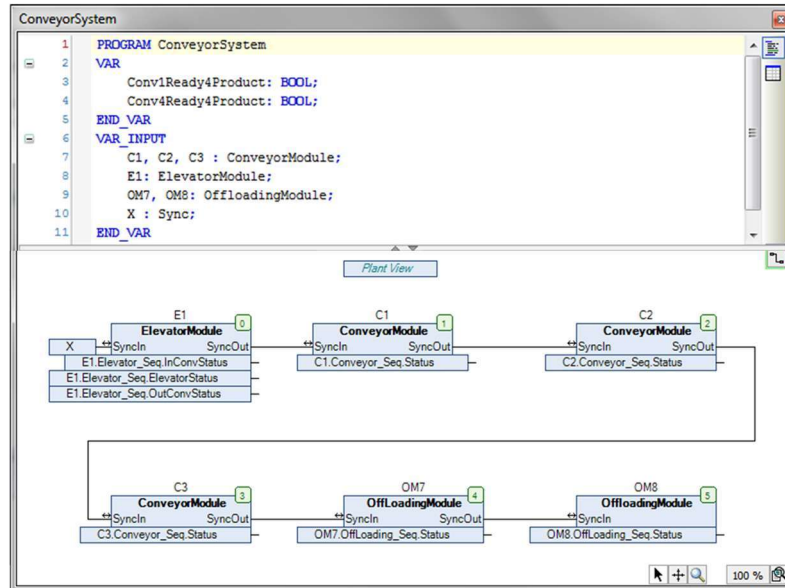 ConveyorSystem
1 PROGRAM ConveyorSystem
2 VAR
3 Conv1Ready4Product: BOOL;
4 Conv4Ready4Product: BOOL;
5 END_VAR
6 VAR_INPUT
7 C1, C2, C3 : ConveyorModule;
8 E1: ElevatorModule;
9 OM7, OM8: OffloadingModule;
10 X : Sync;
11 END_VAR
Plant View
E1 C1 C2
ElevatorModule 0 ConveyorModule 1 ConveyorModule 2
X SyncIn SyncOut SyncIn SyncOut SyncIn SyncOut
E1.Elevator_Seq.InConvStatus C1.Conveyor_Seq.Status C2.Conveyor_Seq.Status
E1.Elevator_Seq.ElevatorStatus
E1.Elevator_Seq.OutConvStatus
C3 OM7 OM8
ConveyorModule 3 OffLoadingModule 4 OffloadingModule 5
SyncIn SyncOut SyncIn SyncOut SyncIn SyncOut
C3.Conveyor_Seq.Status OM7.OffLoading_Seq.Status OM8.OffLoading_Seq.Status
100 %